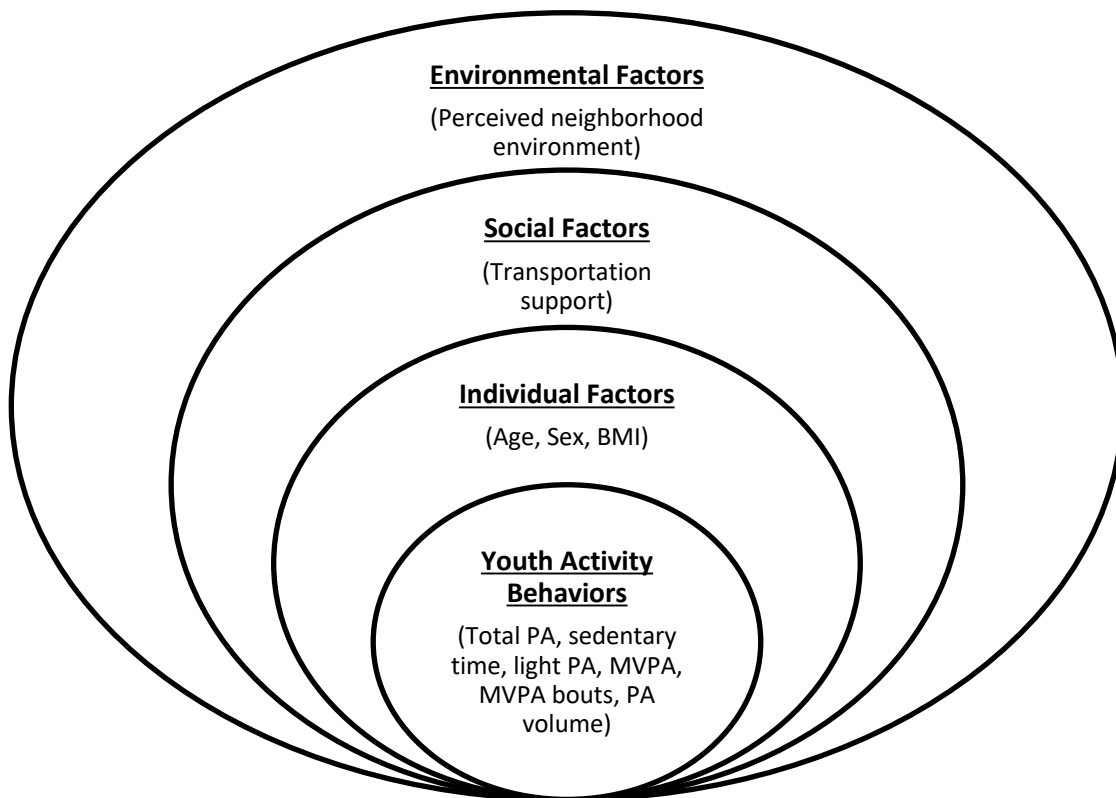 Environmental Factors
(Perceived neighborhood
environment)
Social Factors
(Transportation
support)
Individual Factors
(Age, Sex, BMI)
Youth Activity
Behaviors
(Total PA, sedentary
time, light PA, MVPA,
MVPA bouts, PA
volume)